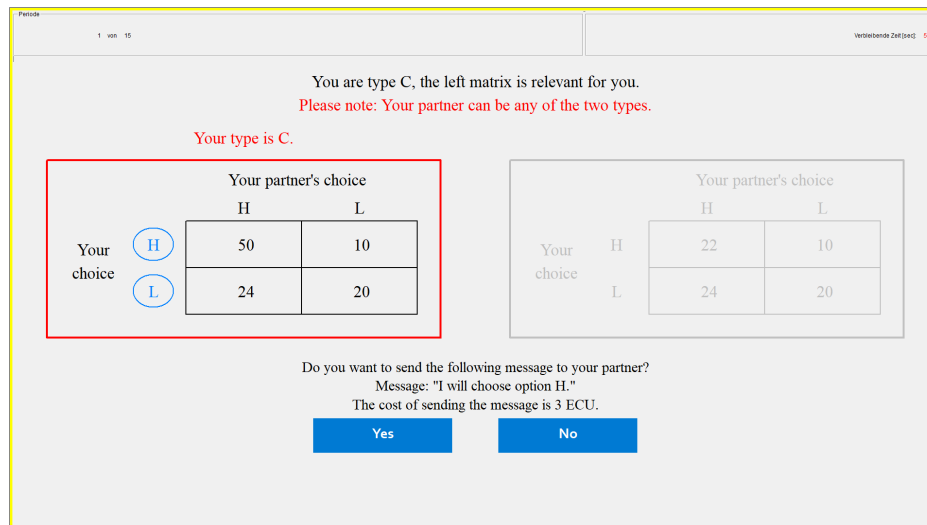 Periode
1 von 15
Verbleibende Zeit [sec]: 5
You are type C, the left matrix is relevant for you.
Please note: Your partner can be any of the two types.
Your type is C.
Your partner's choice
H L
Your choice
H 50 10
L 24 20
Your partner's choice
H L
Your choice
H 22 10
L 24 20
Do you want to send the following message to your partner?
Message: "I will choose option H."
The cost of sending the message is 3 ECU.
Yes No